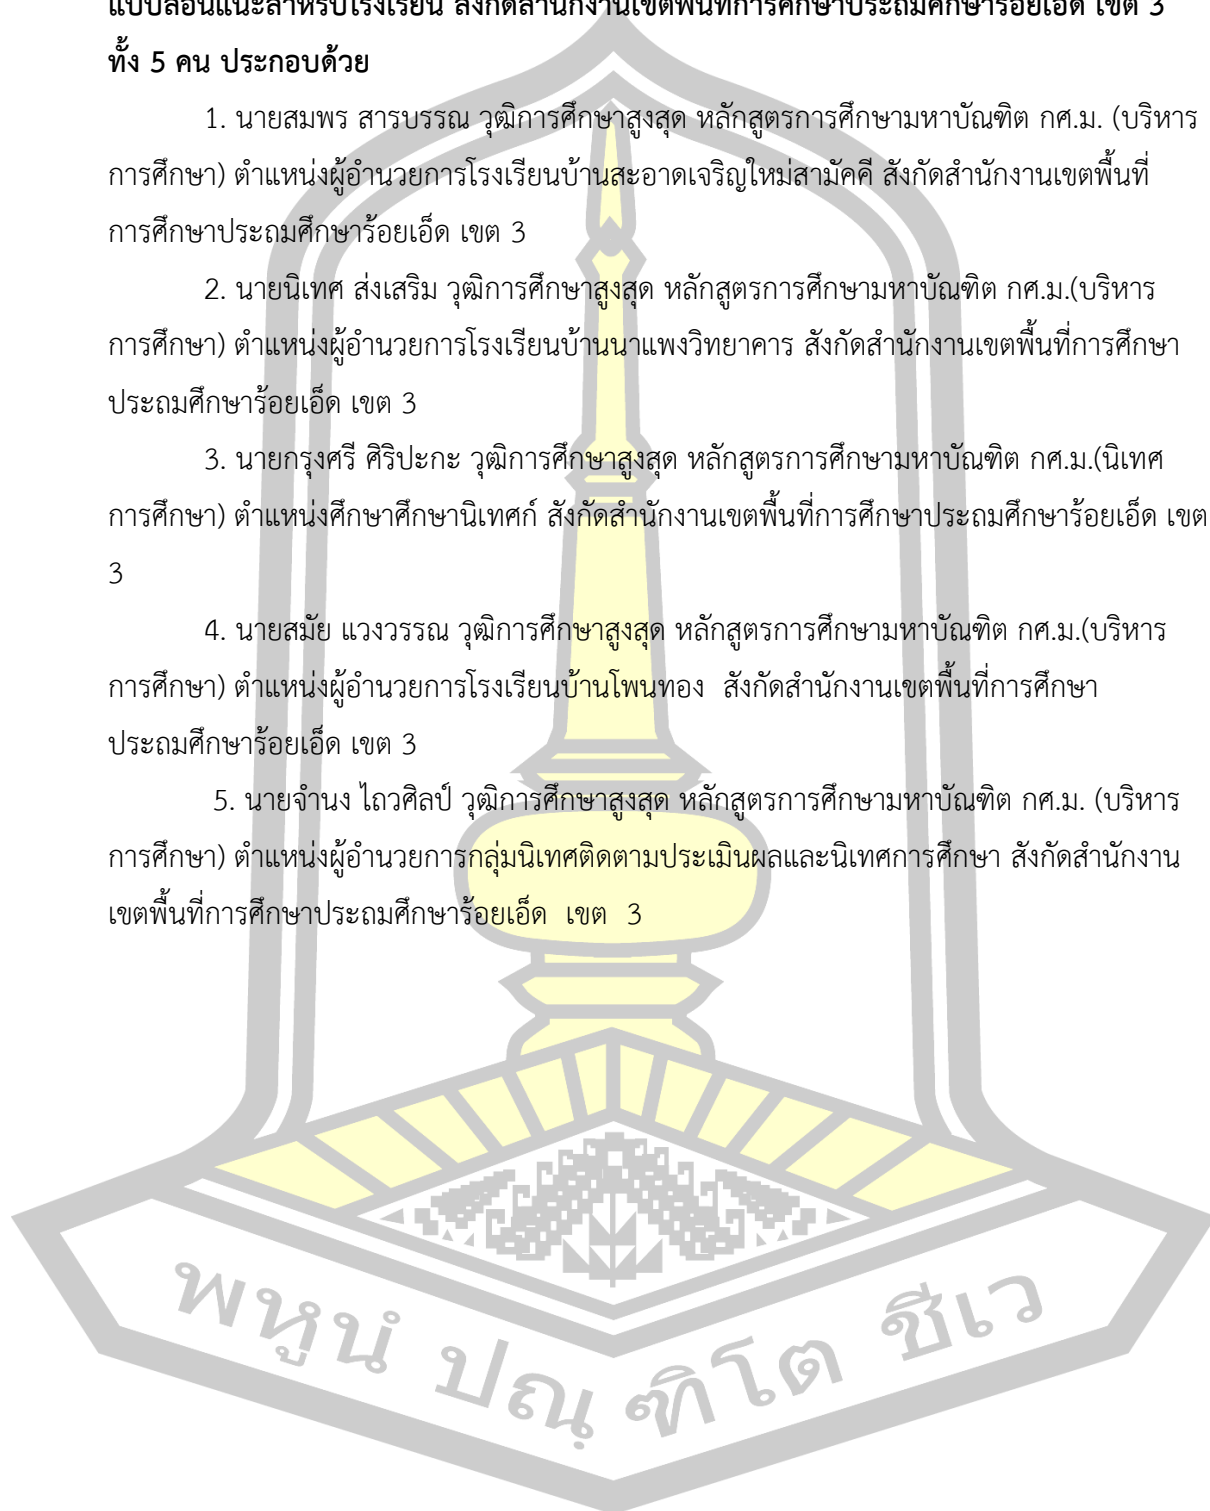 แบบสอนแนะสำหรับโรงเรียน สังกัดสำนักงานเขตพื้นที่การศึกษาประถมศึกษาร้อยเอ็ด เขต 3
ทั้ง 5 คน ประกอบด้วย
1. นายสมพร สารบรรณ วุฒิการศึกษาสูงสุด หลักสูตรการศึกษามหาบัณฑิต กศ.ม. (บริหาร
การศึกษา) ตำแหน่งผู้อำนวยการโรงเรียนบ้านสะอาดเจริญใหม่สามัคคี สังกัดสำนักงานเขตพื้นที่
การศึกษาประถมศึกษาร้อยเอ็ด เขต 3
2. นายนิเทศ ส่งเสริม วุฒิการศึกษาสูงสุด หลักสูตรการศึกษามหาบัณฑิต กศ.ม.(บริหาร
การศึกษา) ตำแหน่งผู้อำนวยการโรงเรียนบ้านนาแพงวิทยาคาร สังกัดสำนักงานเขตพื้นที่การศึกษา
ประถมศึกษาร้อยเอ็ด เขต 3
3. นายกรุงศรี ศิริปะกะ วุฒิการศึกษาสูงสุด หลักสูตรการศึกษามหาบัณฑิต กศ.ม.(นิเทศ
การศึกษา) ตำแหน่งศึกษาศึกษานิเทศก์ สังกัดสำนักงานเขตพื้นที่การศึกษาประถมศึกษาร้อยเอ็ด เขต
3
4. นายสมัย แวงวรรณ วุฒิการศึกษาสูงสุด หลักสูตรการศึกษามหาบัณฑิต กศ.ม.(บริหาร
การศึกษา) ตำแหน่งผู้อำนวยการโรงเรียนบ้านโพนทอง สังกัดสำนักงานเขตพื้นที่การศึกษา
ประถมศึกษาร้อยเอ็ด เขต 3
5. นายจำนง ไถวศิลป์ วุฒิการศึกษาสูงสุด หลักสูตรการศึกษามหาบัณฑิต กศ.ม. (บริหาร
การศึกษา) ตำแหน่งผู้อำนวยการกลุ่มนิเทศติดตามประเมินผลและนิเทศการศึกษา สังกัดสำนักงาน
เขตพื้นที่การศึกษาประถมศึกษาร้อยเอ็ด เขต 3
พหูนํ ปณฺฑิโต ชีเว